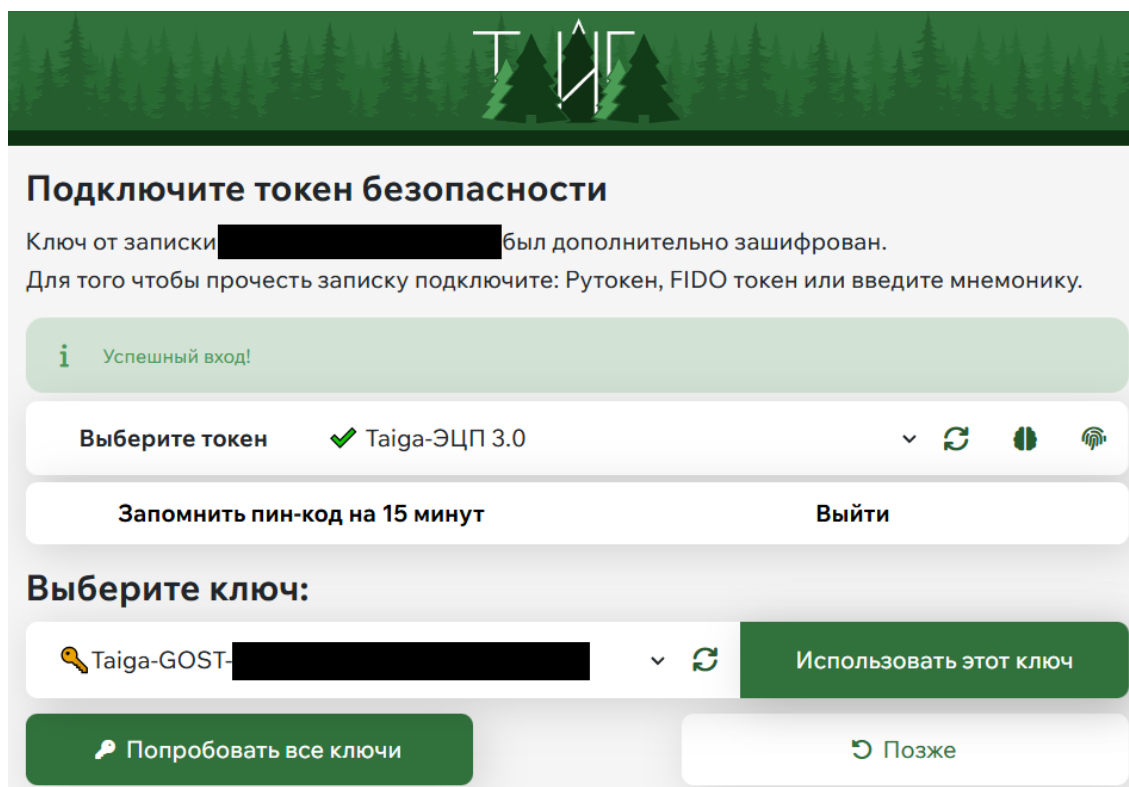 ТАЙГА
Подключите токен безопасности
Ключ от записки был дополнительно зашифрован.
Для того чтобы прочесть записку подключите: Рутокен, FIDO токен или введите мнемонику.
Успешный вход!
Выберите токен Taiga-ЭЦП 3.0
Запомнить пин-код на 15 минут Выйти
Выберите ключ:
Taiga-GOST- Использовать этот ключ
Попробовать все ключи Позже